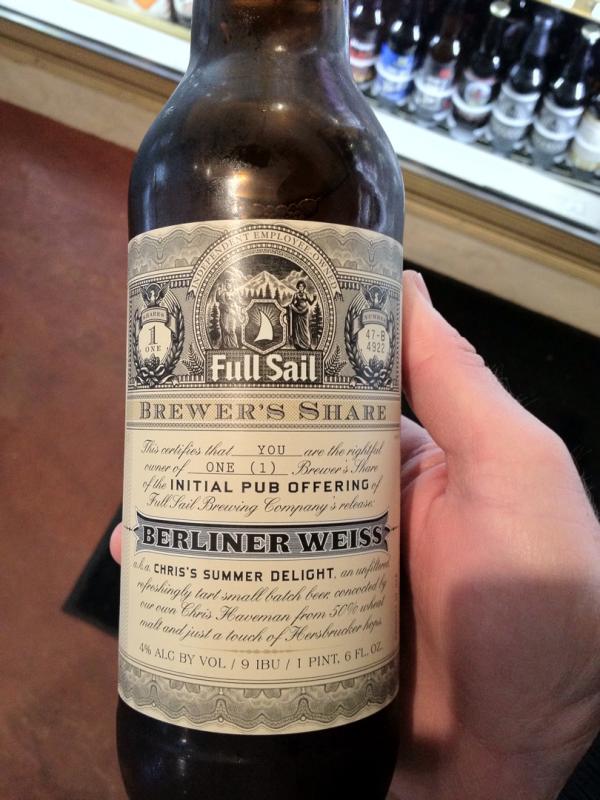 INDEPENDENT EMPLOYEE-OWNED
SHARES
1
ONE
NUMBER
47-B
4922
Full Sail
BREWER'S SHARE
This certifies that YOU are the rightful
owner of ONE (1) Brewer's Share
of the INITIAL PUB OFFERING of
Full Sail Brewing Company's release:
BERLINER WEISS
a.k.a. CHRIS'S SUMMER DELIGHT, an unfiltered,
refreshingly tart small batch beer, concocted by
our own Chris Haveman from 50% wheat
malt and just a touch of Hersbrucker hops.
4% ALC BY VOL / 9 IBU / 1 PINT, 6 FL. OZ.